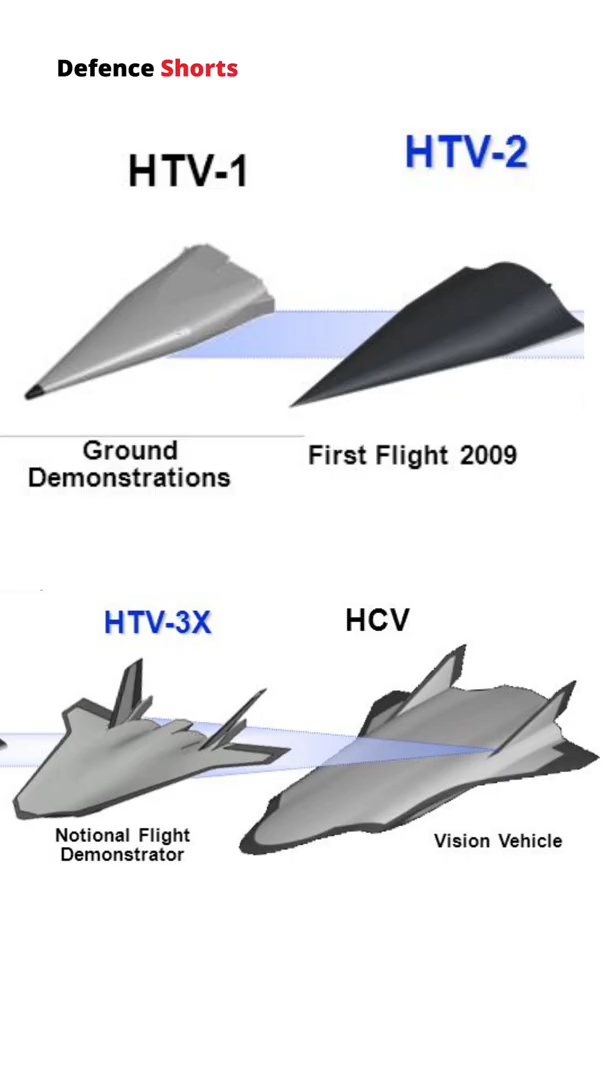 Defence Shorts
HTV-1
HTV-2
Ground
Demonstrations
First Flight 2009
HTV-3X
HCV
Notional Flight
Demonstrator
Vision Vehicle